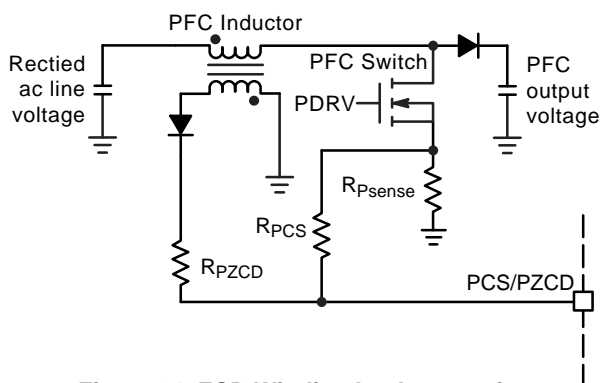 PFC Inductor
Rectied
ac line
voltage
PFC Switch
PDRV
PFC
output
voltage
RPsense
RPCS
RPZCD
PCS/PZCD